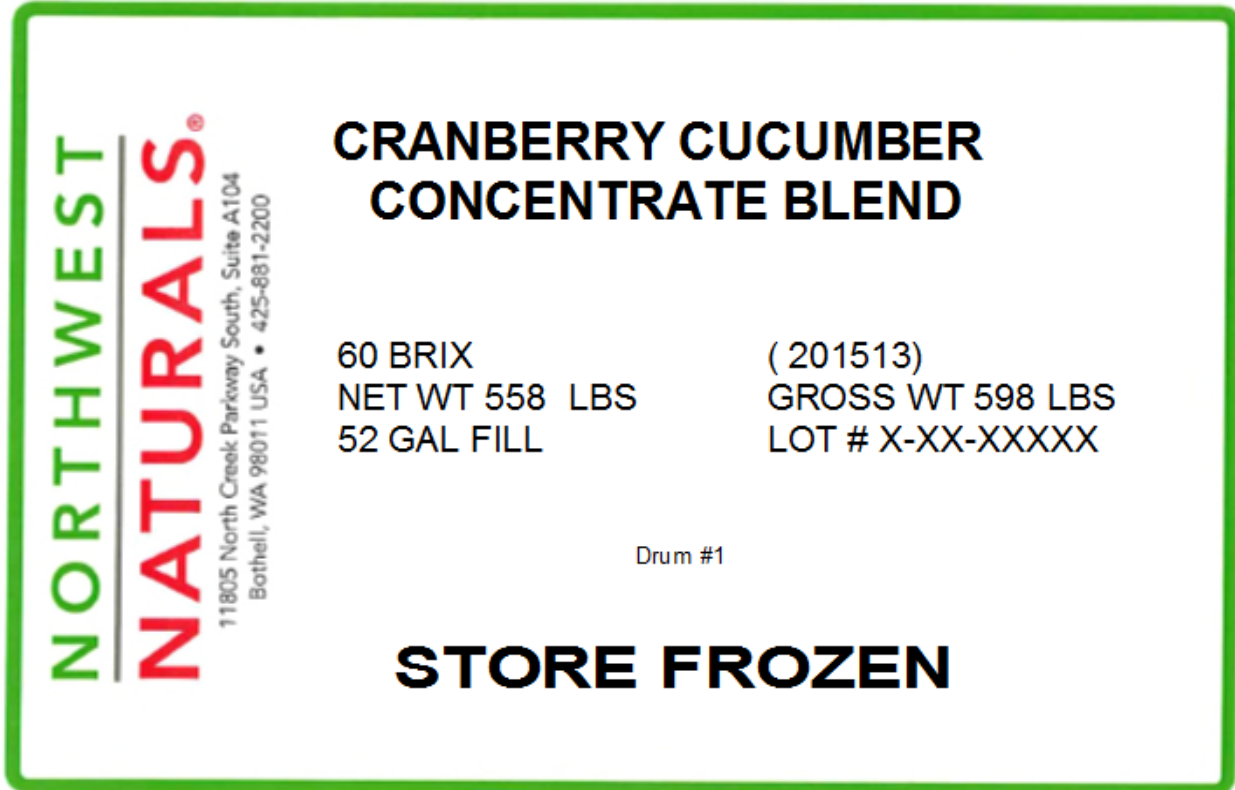 NORTHWEST
NATURALS®
11805 North Creek Parkway South, Suite A104
Bothell, WA 98011 USA • 425-881-2200
CRANBERRY CUCUMBER
CONCENTRATE BLEND
60 BRIX ( 201513)
NET WT 558 LBS GROSS WT 598 LBS
52 GAL FILL LOT # X-XX-XXXXX
Drum #1
STORE FROZEN